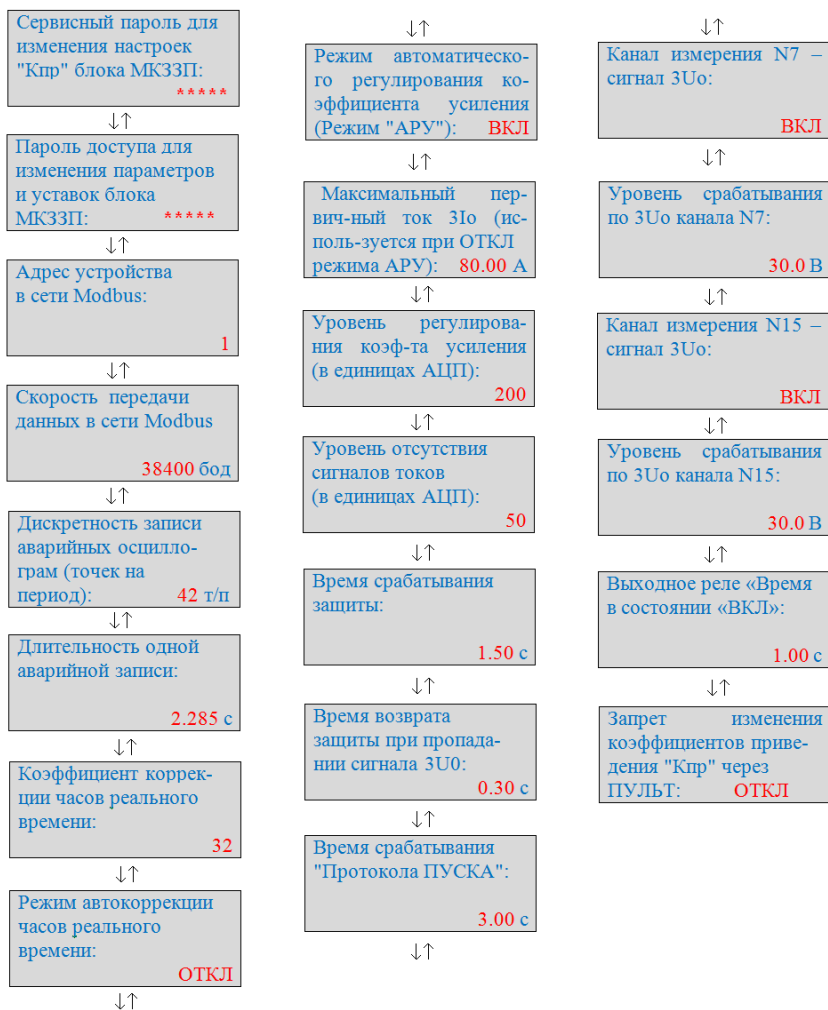 Сервисный пароль для
изменения настроек
"Кпр" блока МКЗЗП:
*****
↓↑
Пароль доступа для
изменения параметров
и уставок блока
МКЗЗП: *****
↓↑
Адрес устройства
в сети Modbus:
1
↓↑
Скорость передачи
данных в сети Modbus
38400 бод
↓↑
Дискретность записи
аварийных осцилло-
грам (точек на
период): 42 т/п
↓↑
Длительность одной
аварийной записи:
2.285 с
↓↑
Коэффициент коррек-
ции часов реального
времени:
32
↓↑
Режим автокоррекции
часов реального
времени:
ОТКЛ
↓↑
↓↑
Режим автоматическо-
го регулирования ко-
эффициента усиления
(Режим "АРУ"): ВКЛ
↓↑
Максимальный пер-
вич-ный ток 3Io (ис-
поль-зуется при ОТКЛ
режима АРУ): 80.00 А
↓↑
Уровень регулирова-
ния коэф-та усиления
(в единицах АЦП):
200
↓↑
Уровень отсутствия
сигналов токов
(в единицах АЦП):
50
↓↑
Время срабатывания
защиты:
1.50 с
↓↑
Время возврата
защиты при пропада-
нии сигнала 3U0:
0.30 с
↓↑
Время срабатывания
"Протокола ПУСКА":
3.00 с
↓↑
↓↑
Канал измерения N7 –
сигнал 3Uo:
ВКЛ
↓↑
Уровень срабатывания
по 3Uo канала N7:
30.0 В
↓↑
Канал измерения N15 –
сигнал 3Uo:
ВКЛ
↓↑
Уровень срабатывания
по 3Uo канала N15:
30.0 В
↓↑
Выходное реле «Время
в состоянии «ВКЛ»:
1.00 с
↓↑
Запрет изменения
коэффициентов приве-
дения "Кпр" через
ПУЛЬТ: ОТКЛ